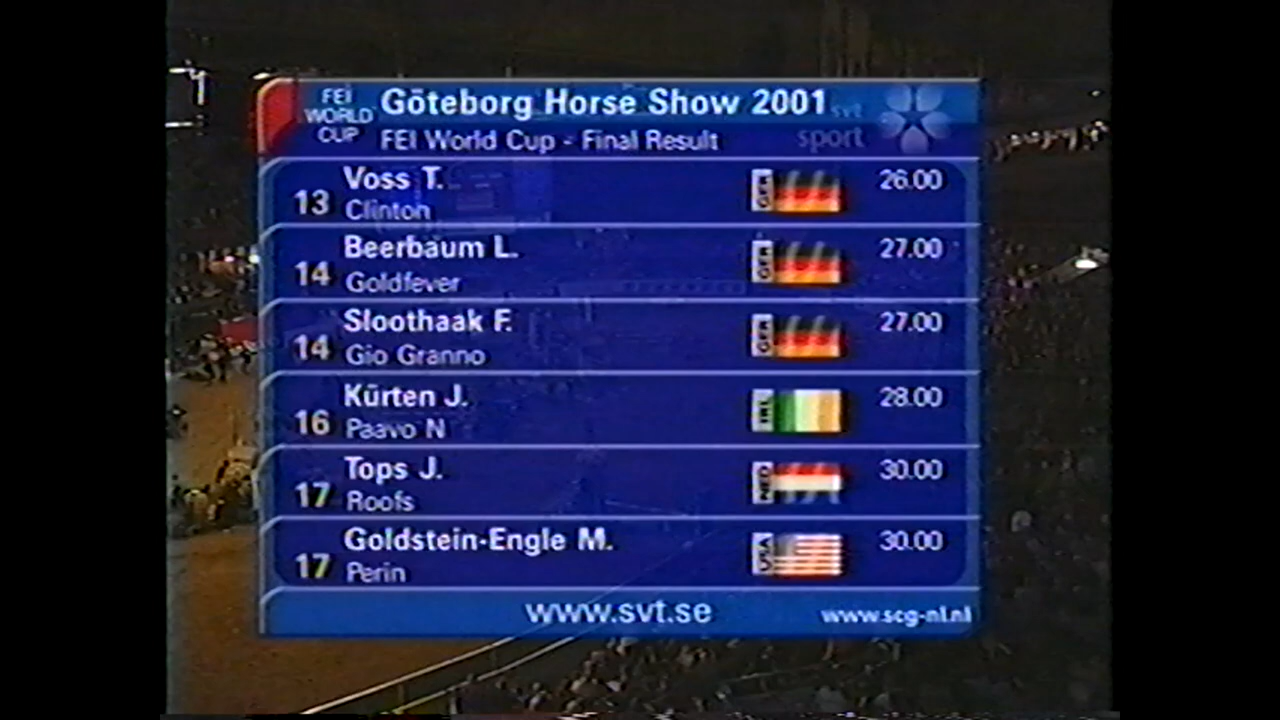 FEI
WORLD
CUP
Göteborg Horse Show 2001
svt
sport
FEI World Cup - Final Result
13 Voss T. GER 26.00
Clinton
14 Beerbaum L. GER 27.00
Goldfever
14 Sloothaak F. GER 27.00
Gio Granno
16 Kürten J. IRL 28.00
Paavo N
17 Tops J. NED 30.00
Roofs
17 Goldstein-Engle M. USA 30.00
Perin
www.svt.se www.scg-nl.nl